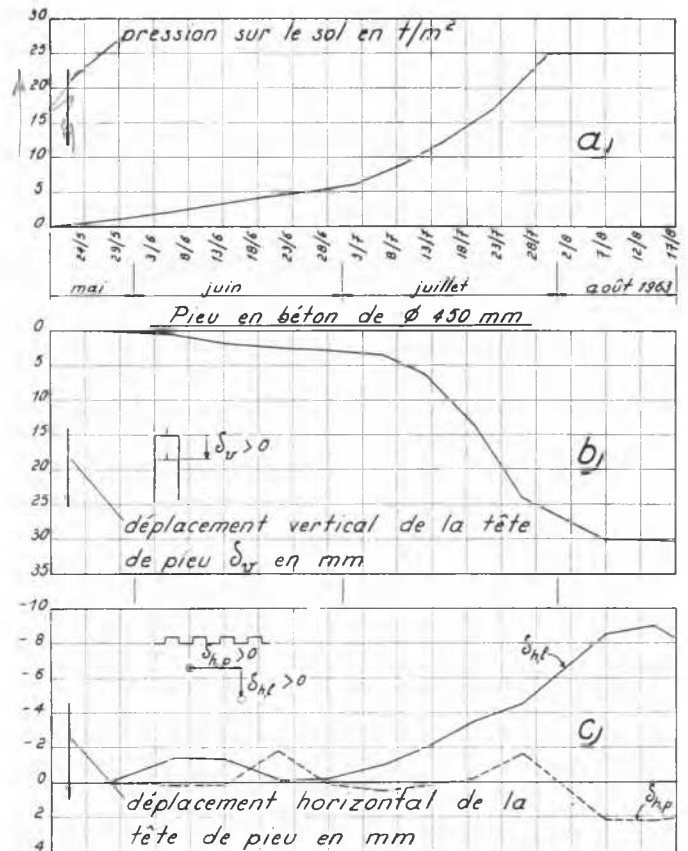 30
pression sur le sol en t/m²
25
20
15
10
5
0
a)
24/5 29/5 3/6 8/6 13/6 18/6 23/6 28/6 3/7 8/7 13/7 18/7 23/7 28/7 2/8 7/8 12/8 17/8
mai juin juillet août 1963
Pieu en béton de Ø 450 mm
0
5
10
15
δv > 0
b)
20
25
déplacement vertical de la tête
30
de pieu δv en mm
35
-10
-8
δh,p > 0
δh,l
-6
δh,l > 0
-4
c)
-2
0
déplacement horizontal de la
δh,p
2
tête de pieu en mm
4